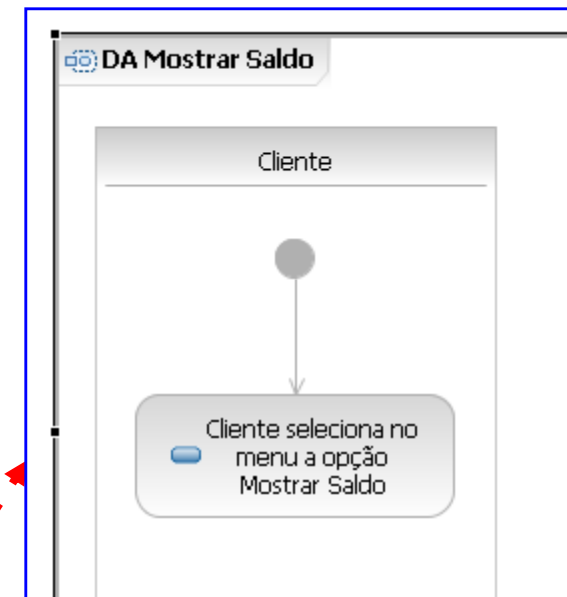 DA Mostrar Saldo
Cliente
Cliente seleciona no
menu a opção
Mostrar Saldo